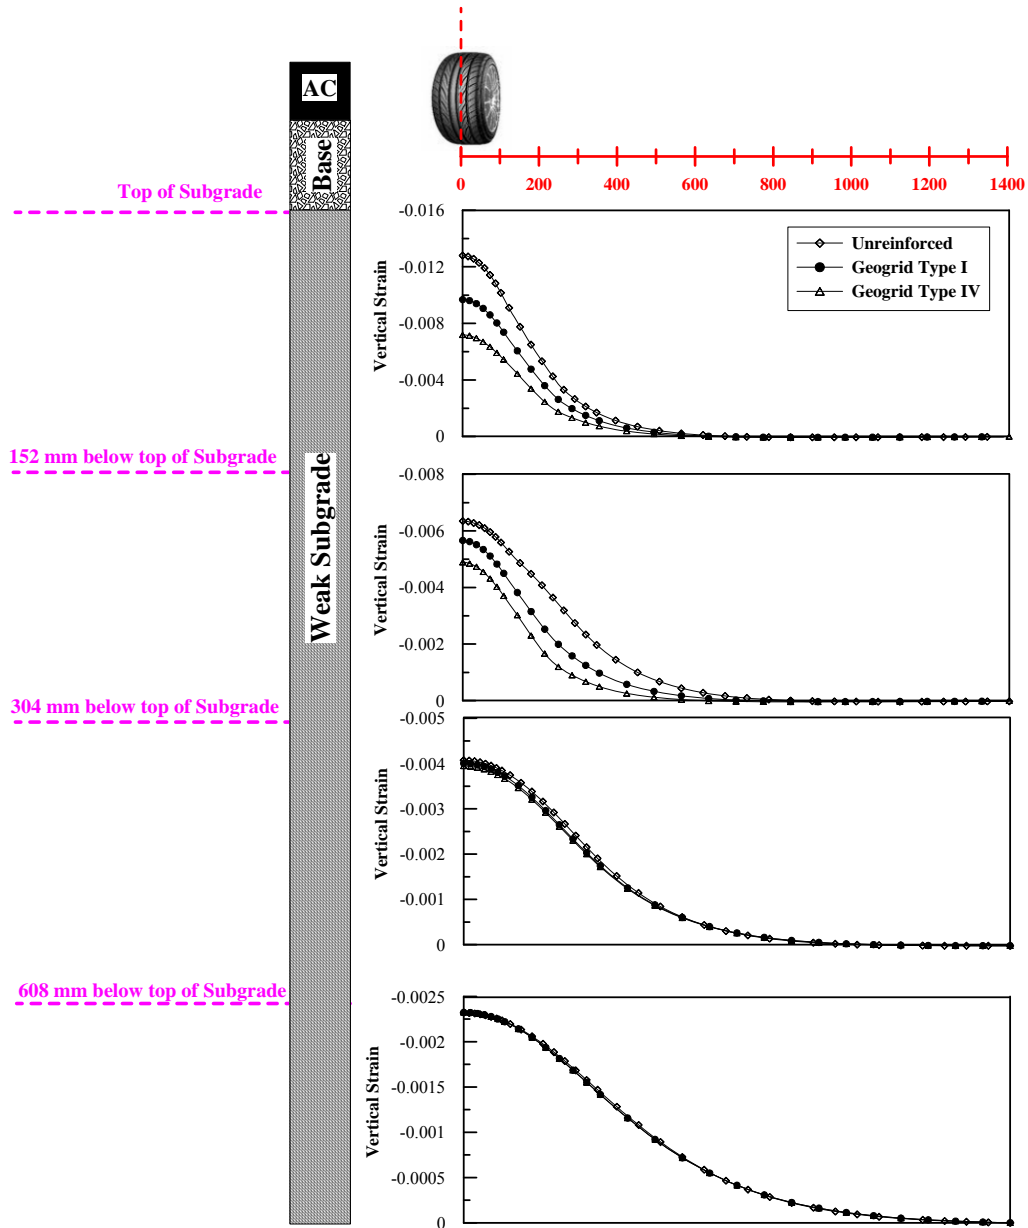 AC
Base
Weak Subgrade
0 200 400 600 800 1000 1200 1400
Top of Subgrade
-0.016
-0.012
-0.008
-0.004
0
Vertical Strain
Unreinforced
Geogrid Type I
Geogrid Type IV
152 mm below top of Subgrade
-0.008
-0.006
-0.004
-0.002
0
Vertical Strain
304 mm below top of Subgrade
-0.005
-0.004
-0.003
-0.002
-0.001
0
Vertical Strain
608 mm below top of Subgrade
-0.0025
-0.002
-0.0015
-0.001
-0.0005
0
Vertical Strain